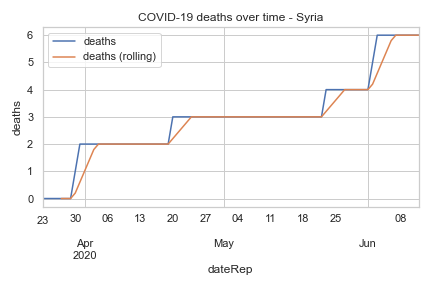 COVID-19 deaths over time - Syria
deaths
deaths (rolling)
6
5
4
3
2
1
0
deaths
23 30 06 13 20 27 04 11 18 25 08
Apr May Jun
2020
dateRep